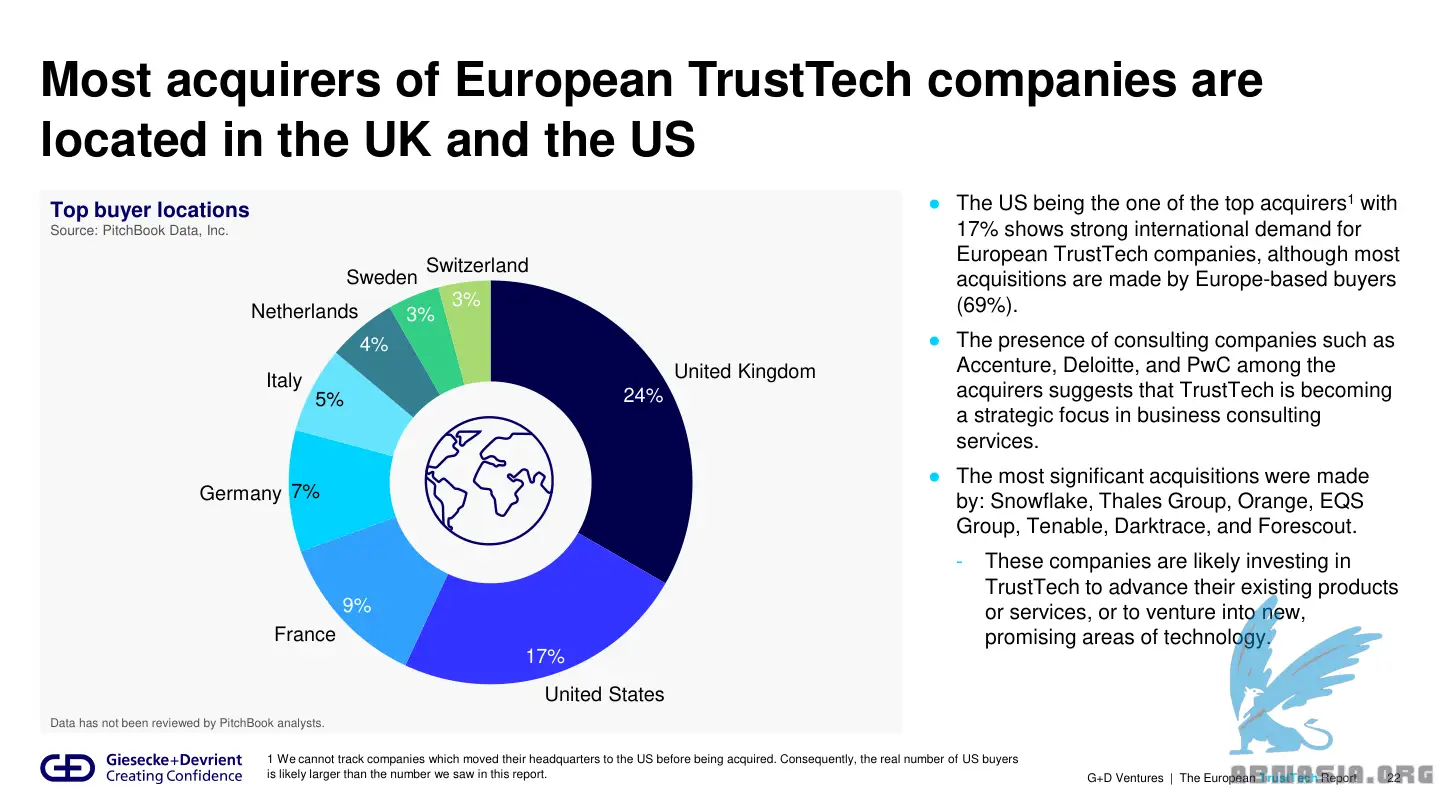 Most acquirers of European TrustTech companies are
located in the UK and the US
Top buyer locations
Source: PitchBook Data, Inc.
Switzerland
Sweden
3%
3%
Netherlands
4%
Italy
5%
United Kingdom
24%
Germany 7%
9%
France
17%
United States
Data has not been reviewed by PitchBook analysts.
● The US being the one of the top acquirers¹ with
17% shows strong international demand for
European TrustTech companies, although most
acquisitions are made by Europe-based buyers
(69%).
● The presence of consulting companies such as
Accenture, Deloitte, and PwC among the
acquirers suggests that TrustTech is becoming
a strategic focus in business consulting
services.
● The most significant acquisitions were made
by: Snowflake, Thales Group, Orange, EQS
Group, Tenable, Darktrace, and Forescout.
- These companies are likely investing in
TrustTech to advance their existing products
or services, or to venture into new,
promising areas of technology.
G+D
Giesecke+Devrient
Creating Confidence
1 We cannot track companies which moved their headquarters to the US before being acquired. Consequently, the real number of US buyers
is likely larger than the number we saw in this report.
G+D Ventures | The European TrustTech Report 22
ARMASIA.ORG